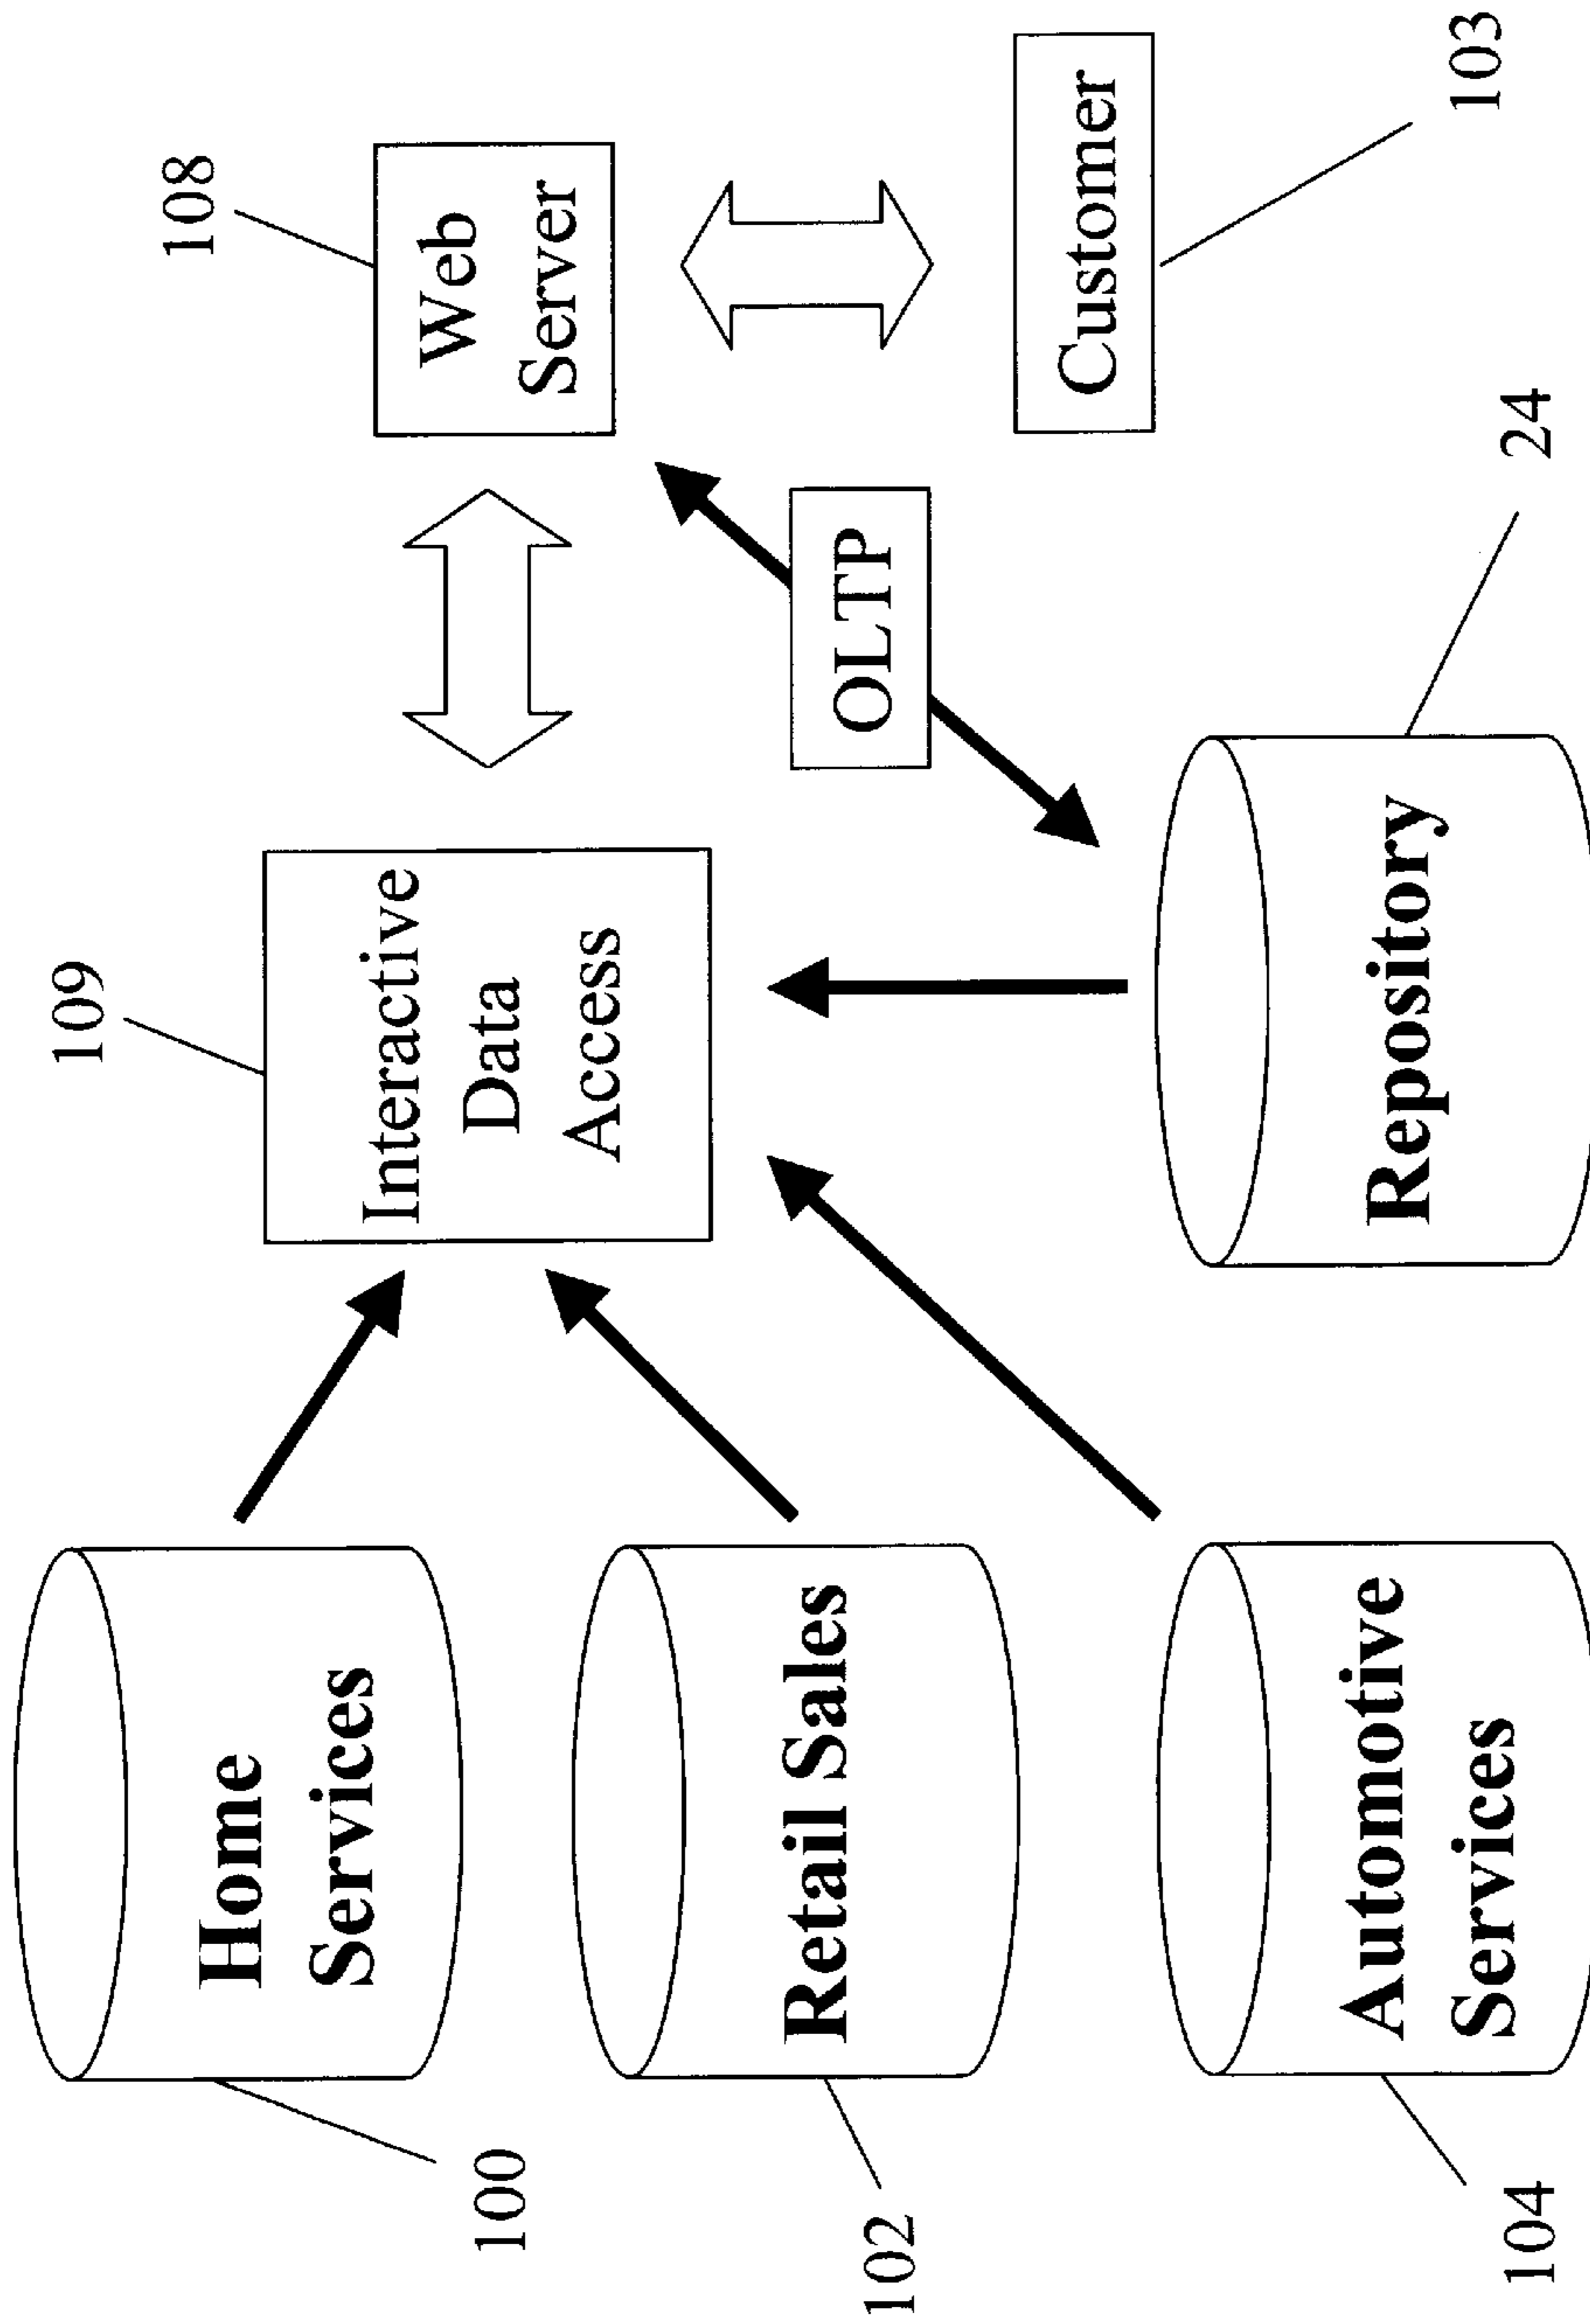 109
108
Home
Services
Interactive
Data
Access
Web
Server
100
Retail Sales
OLTP
Customer
102
103
Automotive
Services
Repository
24
104